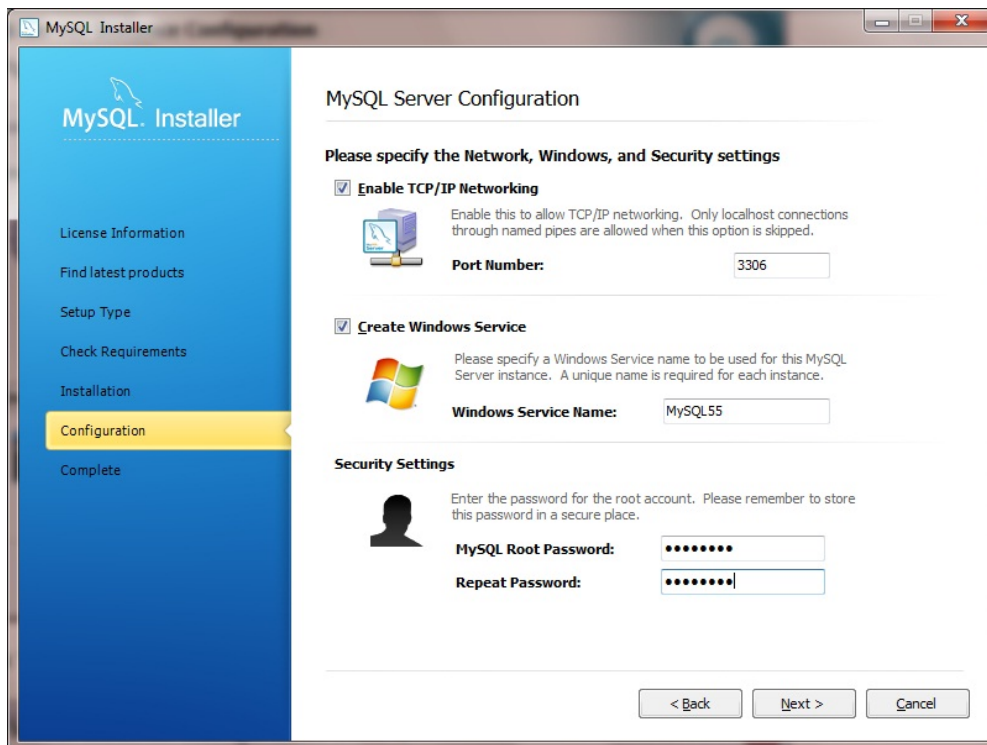 MySQL Installer
MySQL. Installer
License Information
Find latest products
Setup Type
Check Requirements
Installation
Configuration
Complete
MySQL Server Configuration
Please specify the Network, Windows, and Security settings
Enable TCP/IP Networking
Enable this to allow TCP/IP networking. Only localhost connections
through named pipes are allowed when this option is skipped.
Port Number: 3306
Create Windows Service
Please specify a Windows Service name to be used for this MySQL
Server instance. A unique name is required for each instance.
Windows Service Name: MySQL55
Security Settings
Enter the password for the root account. Please remember to store
this password in a secure place.
MySQL Root Password: ●●●●●●●●
Repeat Password: ●●●●●●●●
< Back Next > Cancel